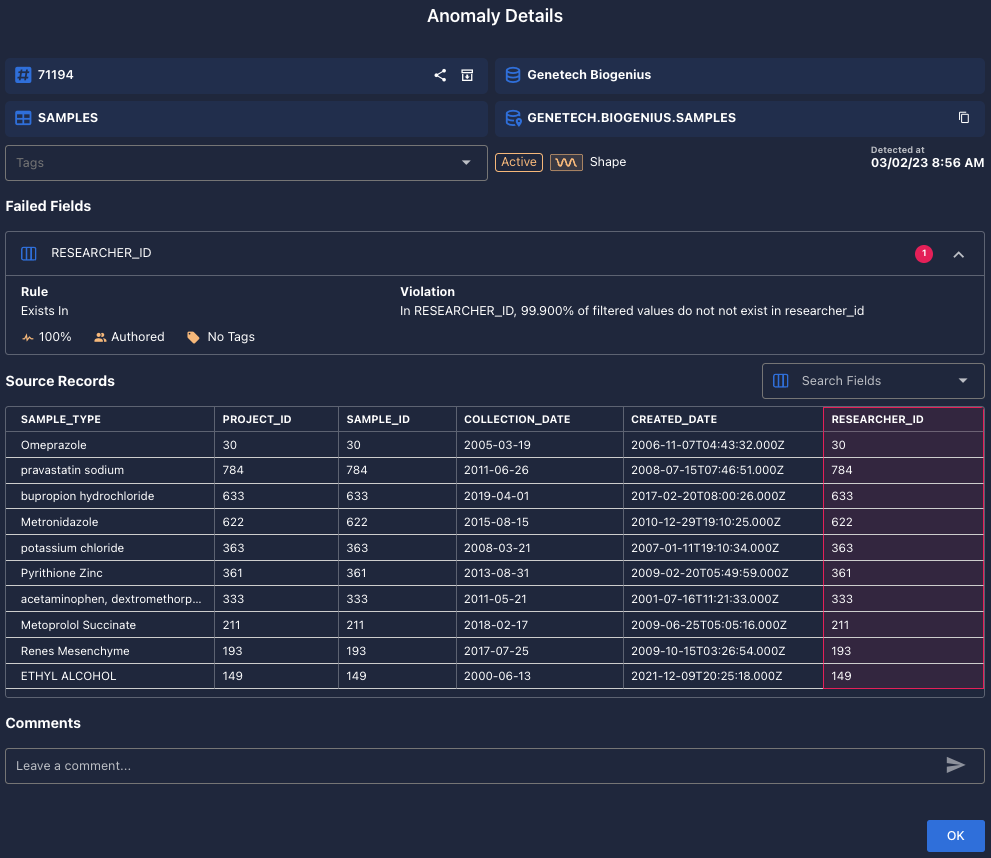 Anomaly Details
71194
Genetech Biogenius
SAMPLES
GENETECH.BIOGENIUS.SAMPLES
Tags
Active Shape
Detected at
03/02/23 8:56 AM
Failed Fields
RESEARCHER_ID 1
Rule Violation
Exists In In RESEARCHER_ID, 99.900% of filtered values do not not exist in researcher_id
100% Authored No Tags
Source Records
Search Fields
SAMPLE_TYPE PROJECT_ID SAMPLE_ID COLLECTION_DATE CREATED_DATE RESEARCHER_ID
Omeprazole 30 30 2005-03-19 2006-11-07T04:43:32.000Z 30
pravastatin sodium 784 784 2011-06-26 2008-07-15T07:46:51.000Z 784
bupropion hydrochloride 633 633 2019-04-01 2017-02-20T08:00:26.000Z 633
Metronidazole 622 622 2015-08-15 2010-12-29T19:10:25.000Z 622
potassium chloride 363 363 2008-03-21 2007-01-11T19:10:34.000Z 363
Pyrithione Zinc 361 361 2013-08-31 2009-02-20T05:49:59.000Z 361
acetaminophen, dextromethorp... 333 333 2011-05-21 2001-07-16T11:21:33.000Z 333
Metoprolol Succinate 211 211 2018-02-17 2009-06-25T05:05:16.000Z 211
Renes Mesenchyme 193 193 2017-07-25 2009-10-15T03:26:54.000Z 193
ETHYL ALCOHOL 149 149 2000-06-13 2021-12-09T20:25:18.000Z 149
Comments
Leave a comment...
OK